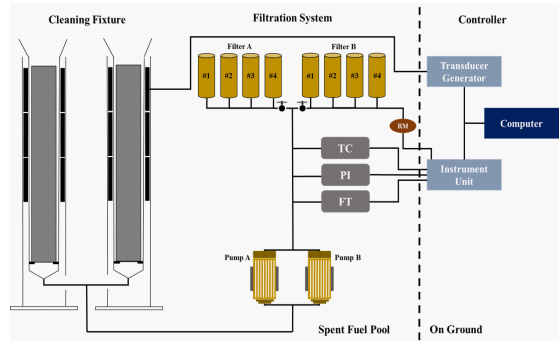 Cleaning Fixture
Filtration System
Controller
Filter A
Filter B
#1
#2
#3
#4
#1
#2
#3
#4
Transducer
Generator
Computer
RM
TC
PI
FT
Instrument
Unit
Pump A
Pump B
Spent Fuel Pool
On Ground